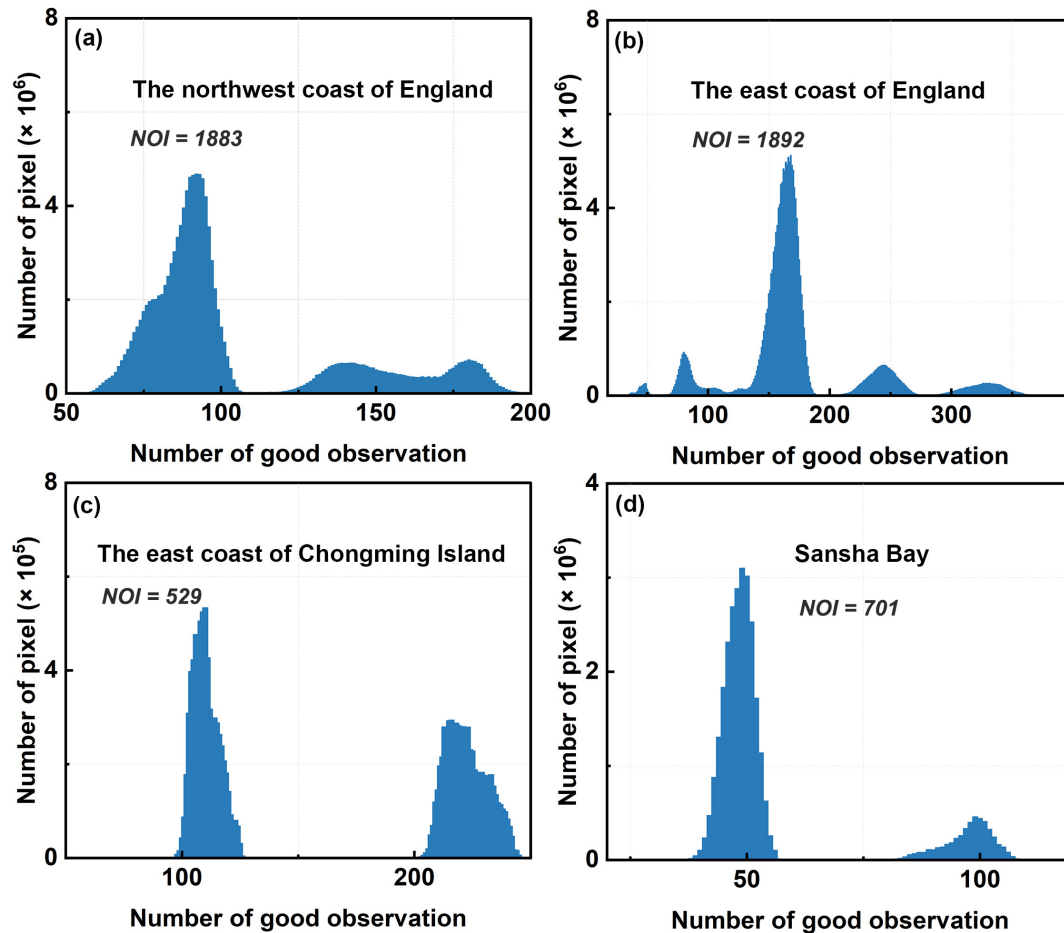 (a)
The northwest coast of England
NOI = 1883
Number of pixel (× 10⁶)
8
4
0
50
100
150
200
Number of good observation
(b)
The east coast of England
NOI = 1892
Number of pixel (× 10⁶)
8
4
0
100
200
300
Number of good observation
(c)
The east coast of Chongming Island
NOI = 529
Number of pixel (× 10⁵)
8
4
0
100
200
Number of good observation
(d)
Sansha Bay
NOI = 701
Number of pixel (× 10⁶)
4
2
0
50
100
Number of good observation